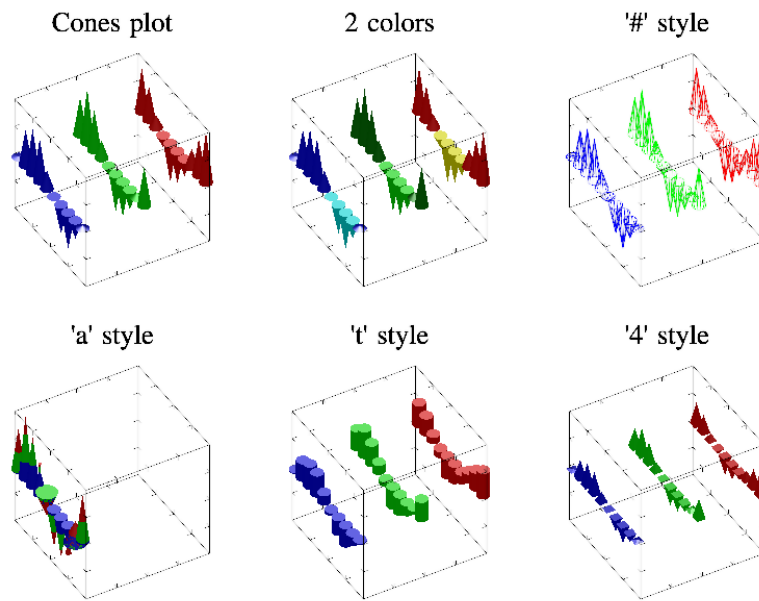 Cones plot
2 colors
'#' style
'a' style
't' style
'4' style